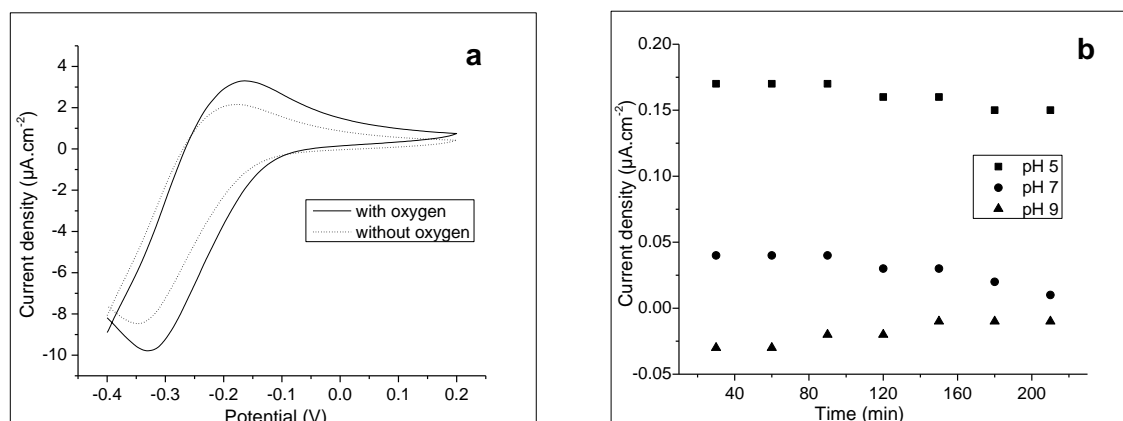 a
Current density (µA.cm⁻²)
4
2
0
-2
-4
-6
-8
-10
with oxygen
without oxygen
-0.4 -0.3 -0.2 -0.1 0.0 0.1 0.2
Potential (V)
b
Current density (µA.cm⁻²)
0.20
0.15
0.10
0.05
0.00
-0.05
pH 5
pH 7
pH 9
40 80 120 160 200
Time (min)